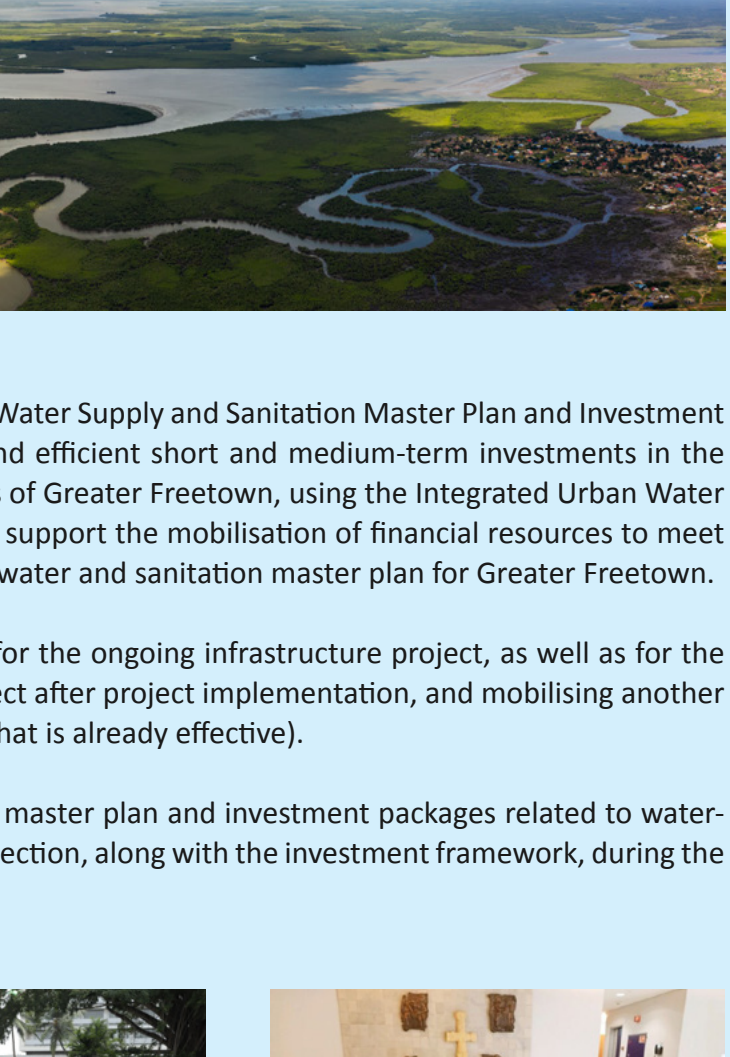 Water Supply and Sanitation Master Plan and Investment
nd efficient short and medium-term investments in the
s of Greater Freetown, using the Integrated Urban Water
support the mobilisation of financial resources to meet
water and sanitation master plan for Greater Freetown.
for the ongoing infrastructure project, as well as for the
ect after project implementation, and mobilising another
hat is already effective).
master plan and investment packages related to water-
ection, along with the investment framework, during the